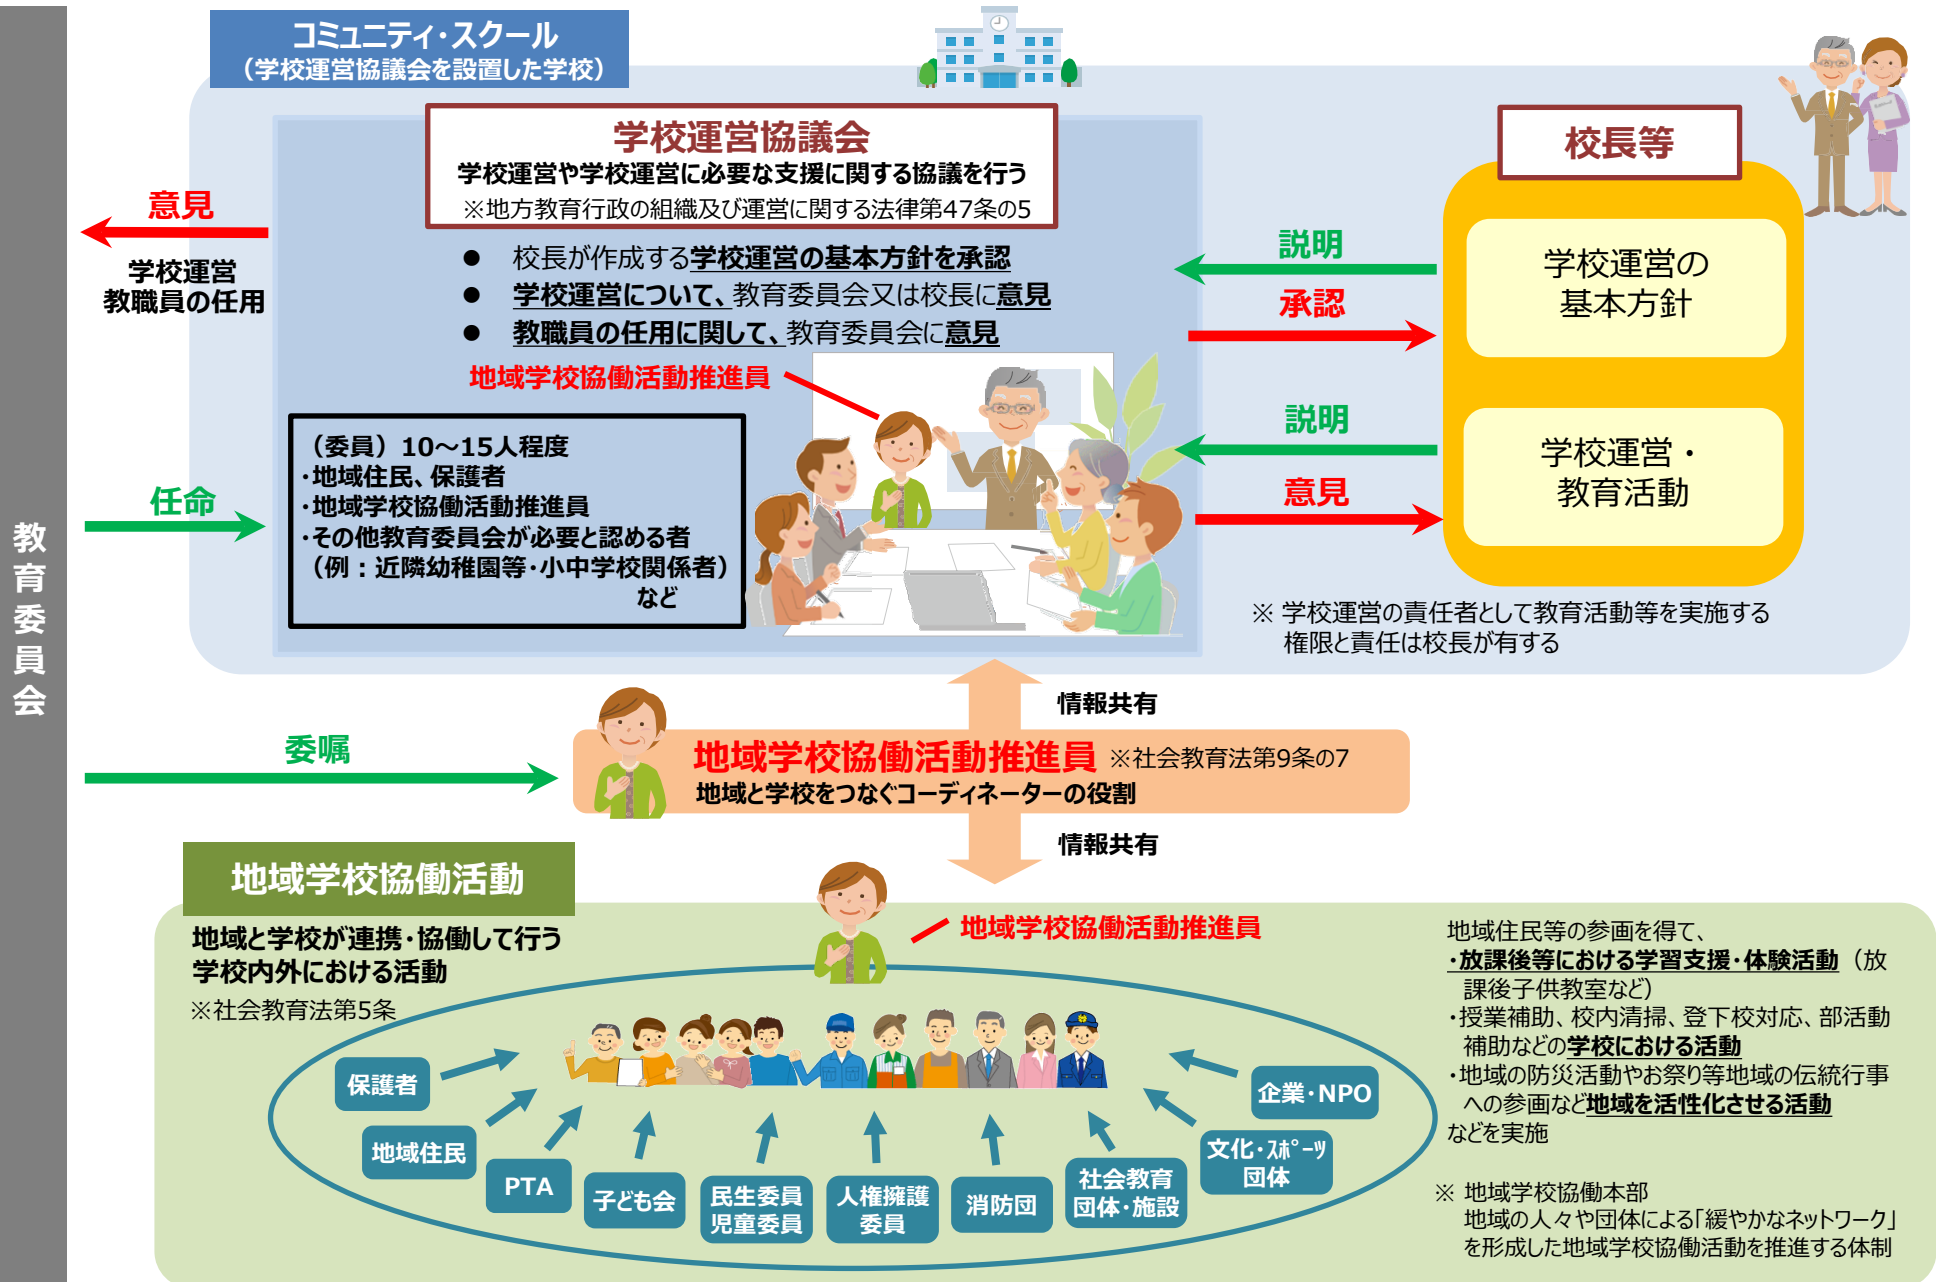 コミュニティ・スクール
（学校運営協議会を設置した学校）
学校運営協議会
学校運営や学校運営に必要な支援に関する協議を行う
※地方教育行政の組織及び運営に関する法律第47条の5
● 校長が作成する学校運営の基本方針を承認
● 学校運営について、教育委員会又は校長に意見
● 教職員の任用に関して、教育委員会に意見
地域学校協働活動推進員
（委員）10～15人程度
・地域住民、保護者
・地域学校協働活動推進員
・その他教育委員会が必要と認める者
（例：近隣幼稚園等・小中学校関係者）
など
意見
学校運営
教職員の任用
任命
教育委員会
説明
承認
説明
意見
校長等
学校運営の
基本方針
学校運営・
教育活動
※ 学校運営の責任者として教育活動等を実施する
権限と責任は校長が有する
情報共有
委嘱
地域学校協働活動推進員 ※社会教育法第9条の7
地域と学校をつなぐコーディネーターの役割
情報共有
地域学校協働活動
地域と学校が連携・協働して行う
学校内外における活動
※社会教育法第5条
地域学校協働活動推進員
保護者
地域住民
PTA
子ども会
民生委員
児童委員
人権擁護
委員
消防団
社会教育
団体・施設
文化・ｽﾎﾟｰﾂ
団体
企業・NPO
地域住民等の参画を得て、
・放課後等における学習支援・体験活動（放
課後子供教室など）
・授業補助、校内清掃、登下校対応、部活動
補助などの学校における活動
・地域の防災活動やお祭り等地域の伝統行事
への参画など地域を活性化させる活動
などを実施
※ 地域学校協働本部
地域の人々や団体による「緩やかなネットワーク」
を形成した地域学校協働活動を推進する体制